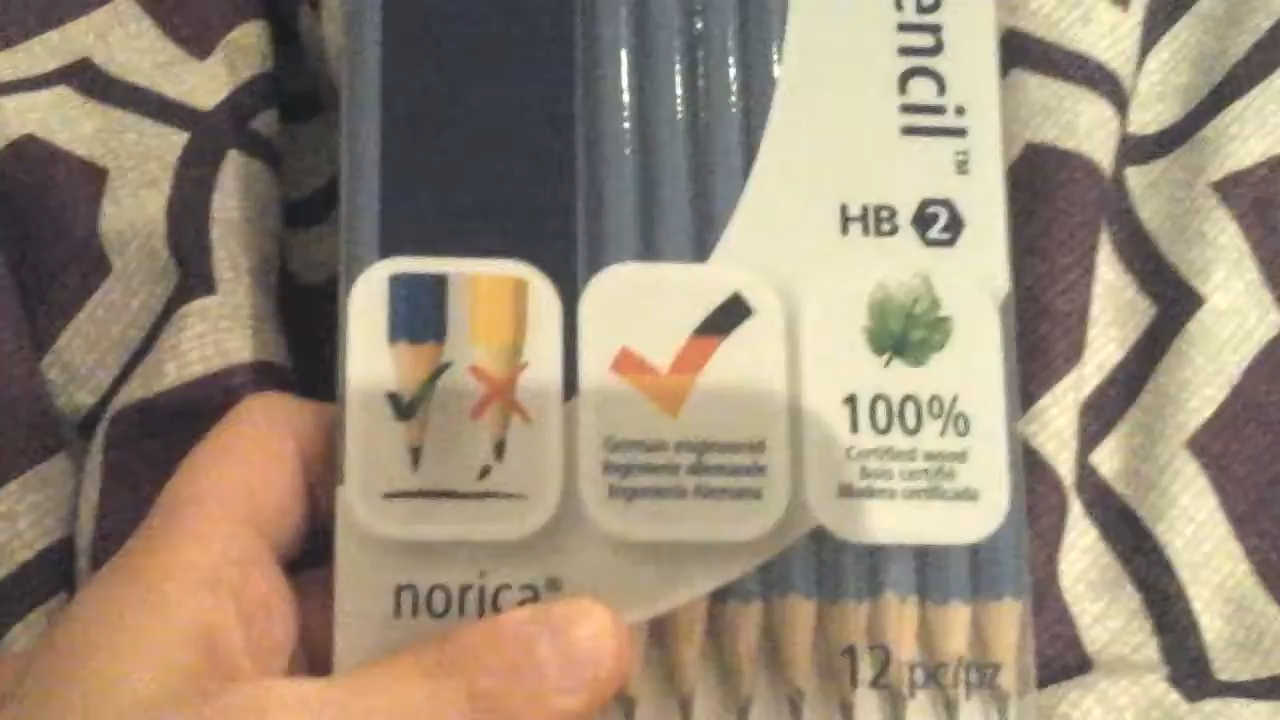 encil™
HB 2
100%
Certified wood
Bois certifié
Madera certificada
German engineered
Ingénierie allemande
Ingeniería Alemana
norica®
12 pc/pz